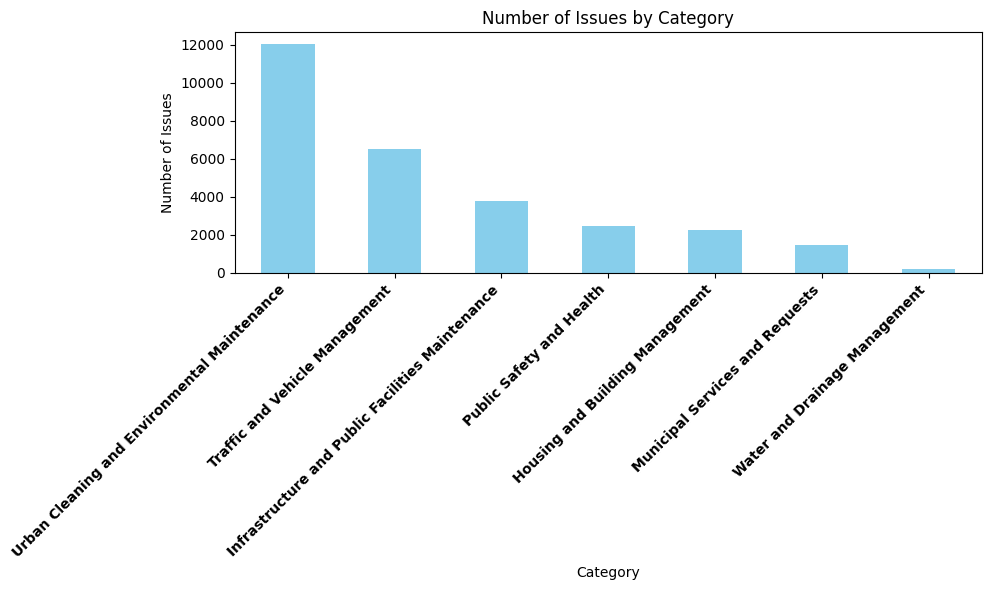 Number of Issues by Category
Number of Issues
12000
10000
8000
6000
4000
2000
0
Urban Cleaning and Environmental Maintenance
Traffic and Vehicle Management
Infrastructure and Public Facilities Maintenance
Public Safety and Health
Housing and Building Management
Municipal Services and Requests
Water and Drainage Management
Category